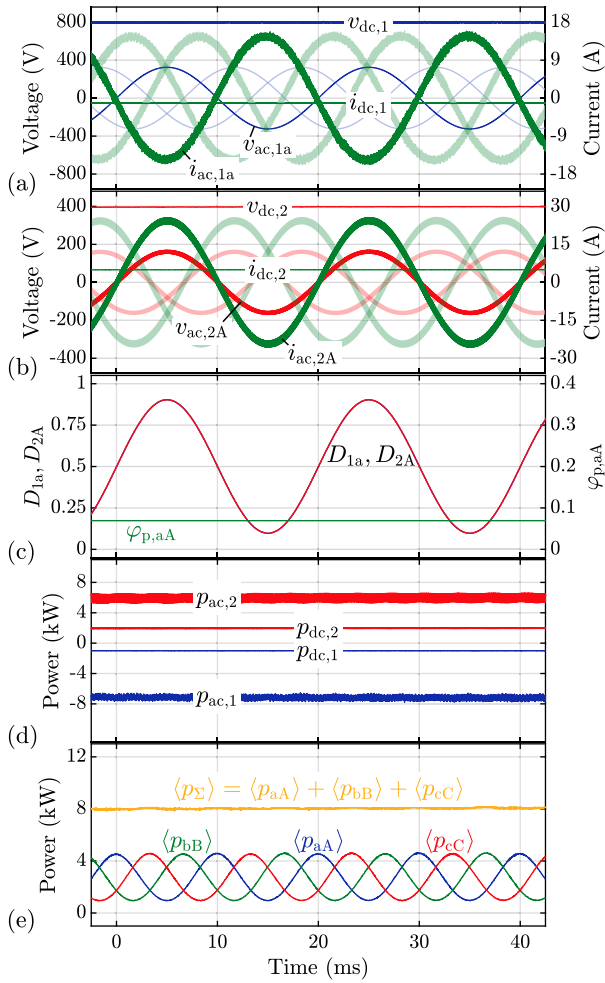 800
400
0
-400
-800
Voltage (V)
18
9
0
-9
-18
Current (A)
v_dc,1
i_dc,1
v_ac,1a
i_ac,1a
(a)
400
200
0
-200
-400
Voltage (V)
30
15
0
-15
-30
Current (A)
v_dc,2
i_dc,2
v_ac,2A
i_ac,2A
(b)
1
0.75
0.5
0.25
0
D_1a, D_2A
0.4
0.3
0.2
0.1
0
φ_p,aA
D_1a, D_2A
φ_p,aA
(c)
8
4
0
-4
-8
Power (kW)
p_ac,2
p_dc,2
p_dc,1
p_ac,1
(d)
12
8
4
0
Power (kW)
⟨p_Σ⟩ = ⟨p_aA⟩ + ⟨p_bB⟩ + ⟨p_cC⟩
⟨p_bB⟩ ⟨p_aA⟩ ⟨p_cC⟩
(e)
0 10 20 30 40
Time (ms)